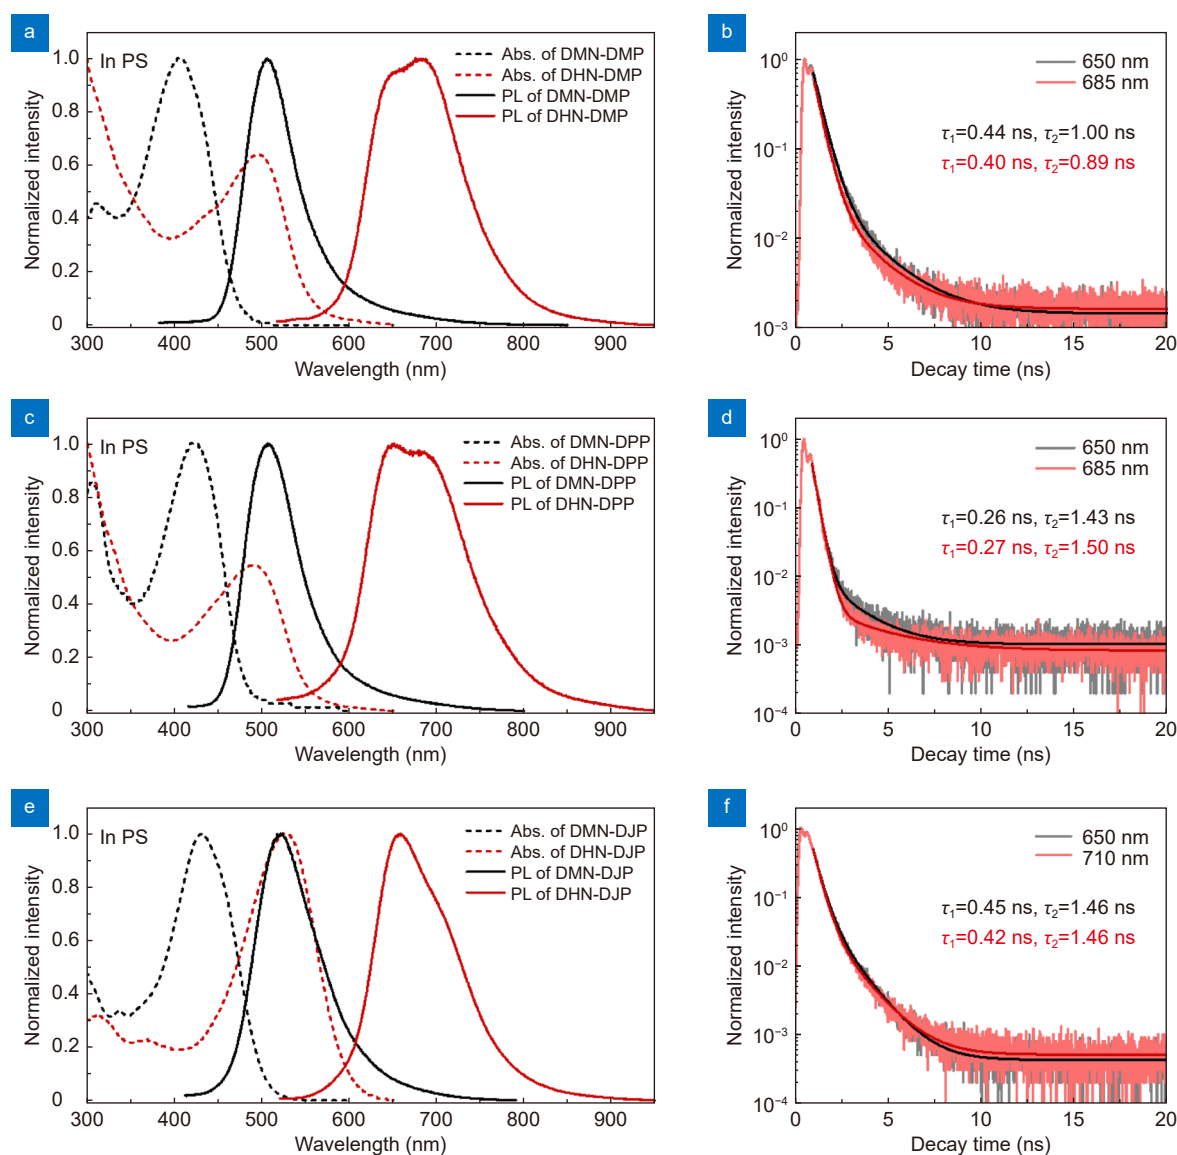 a
In PS
Abs. of DMN-DMP
Abs. of DHN-DMP
PL of DMN-DMP
PL of DHN-DMP
Normalized intensity
1.0
0.8
0.6
0.4
0.2
0
300 400 500 600 700 800 900
Wavelength (nm)
b
650 nm
685 nm
τ1=0.44 ns, τ2=1.00 ns
τ1=0.40 ns, τ2=0.89 ns
Normalized intensity
10⁰
10⁻¹
10⁻²
10⁻³
0 5 10 15 20
Decay time (ns)
c
In PS
Abs. of DMN-DPP
Abs. of DHN-DPP
PL of DMN-DPP
PL of DHN-DPP
Normalized intensity
1.0
0.8
0.6
0.4
0.2
0
300 400 500 600 700 800 900
Wavelength (nm)
d
650 nm
685 nm
τ1=0.26 ns, τ2=1.43 ns
τ1=0.27 ns, τ2=1.50 ns
Normalized intensity
10⁰
10⁻¹
10⁻²
10⁻³
10⁻⁴
0 5 10 15 20
Decay time (ns)
e
In PS
Abs. of DMN-DJP
Abs. of DHN-DJP
PL of DMN-DJP
PL of DHN-DJP
Normalized intensity
1.0
0.8
0.6
0.4
0.2
0
300 400 500 600 700 800 900
Wavelength (nm)
f
650 nm
710 nm
τ1=0.45 ns, τ2=1.46 ns
τ1=0.42 ns, τ2=1.46 ns
Normalized intensity
10⁰
10⁻¹
10⁻²
10⁻³
10⁻⁴
0 5 10 15 20
Decay time (ns)